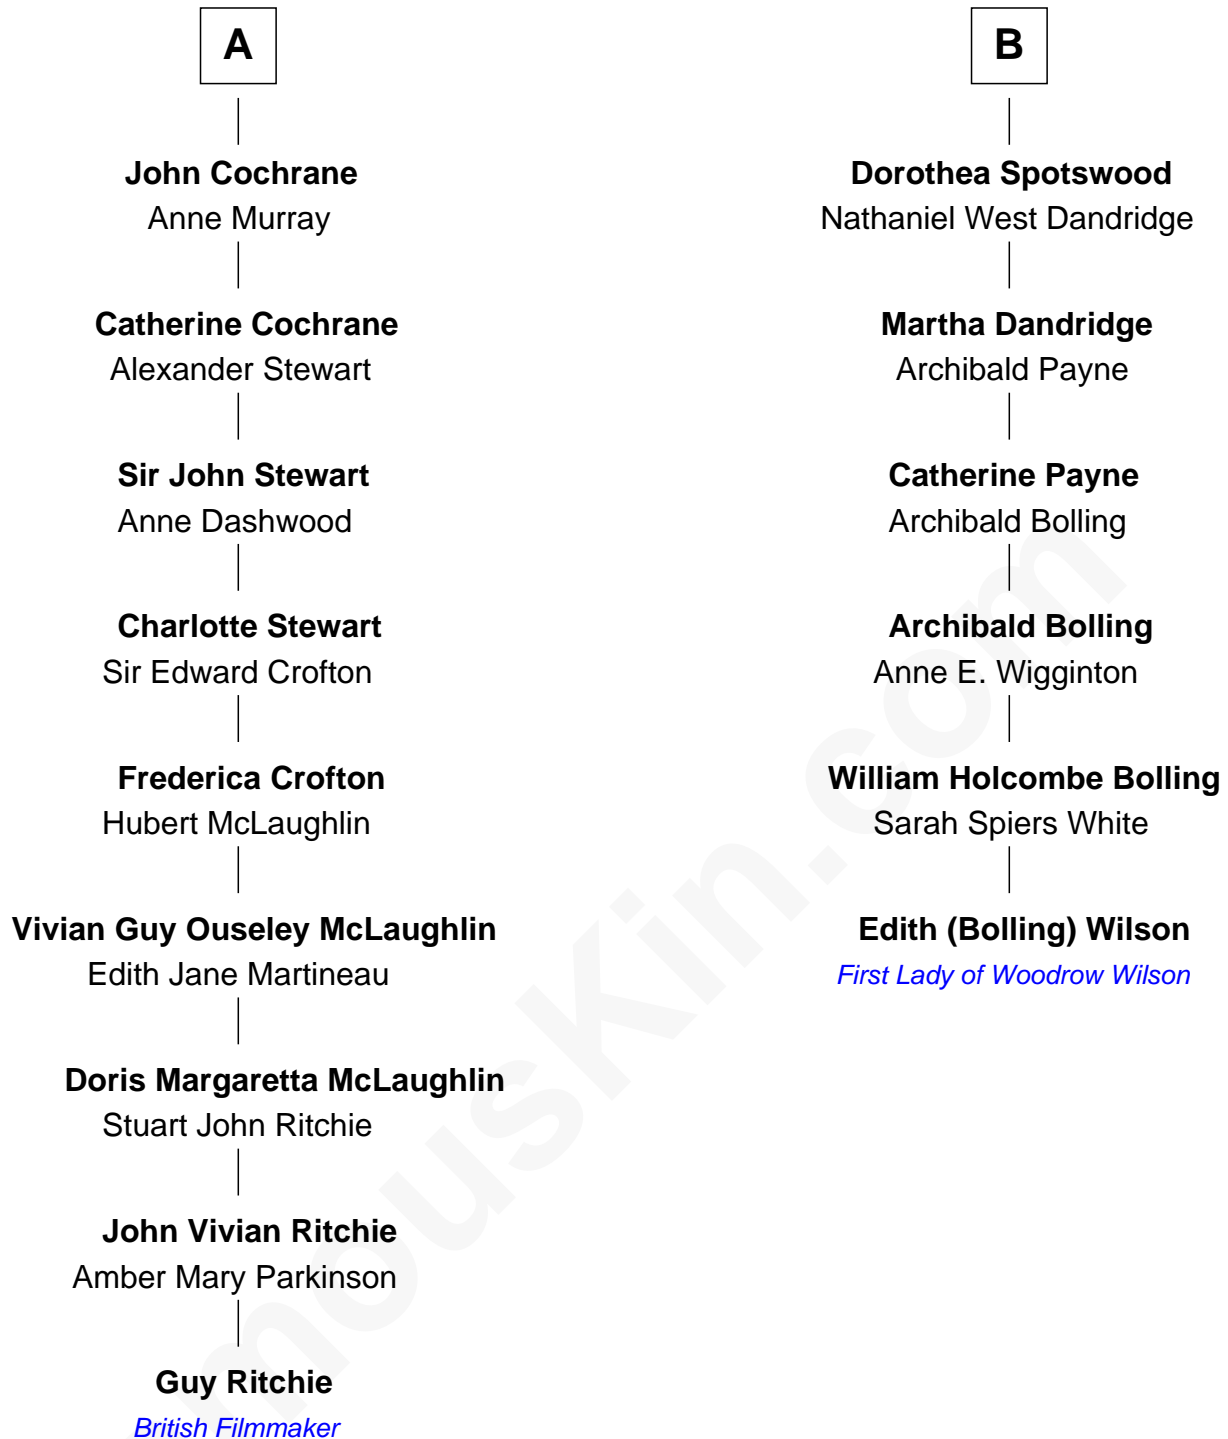 A
John Cochrane
Anne Murray
Catherine Cochrane
Alexander Stewart
Sir John Stewart
Anne Dashwood
Charlotte Stewart
Sir Edward Crofton
Frederica Crofton
Hubert McLaughlin
Vivian Guy Ouseley McLaughlin
Edith Jane Martineau
Doris Margaretta McLaughlin
Stuart John Ritchie
John Vivian Ritchie
Amber Mary Parkinson
Guy Ritchie
British Filmmaker
B
Dorothea Spotswood
Nathaniel West Dandridge
Martha Dandridge
Archibald Payne
Catherine Payne
Archibald Bolling
Archibald Bolling
Anne E. Wigginton
William Holcombe Bolling
Sarah Spiers White
Edith (Bolling) Wilson
First Lady of Woodrow Wilson
mouskin.com